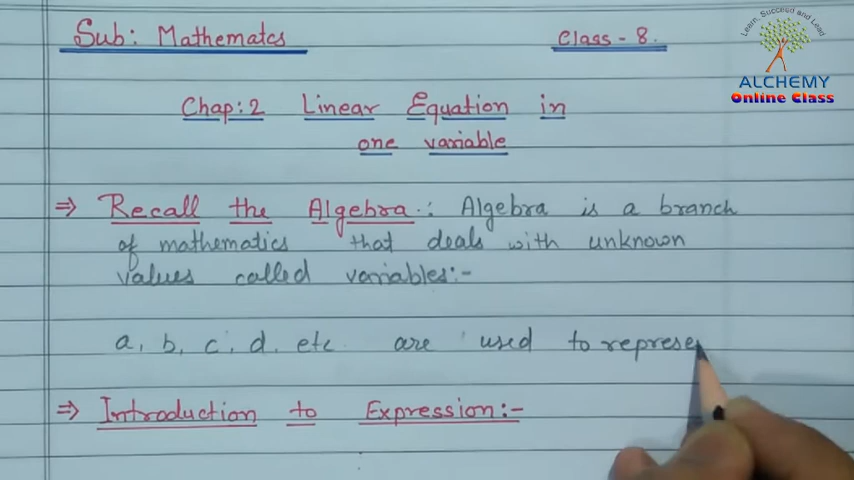 Sub: Mathematcs
Class - 8.
Learn, Succeed and Lead
ALCHEMY
Online Class
Chap:2 Linear Equation in
one variable
⇒ Recall the Algebra.: Algebra is a branch
of mathematics that deals with unknown
values called variables:-
a, b, c, d, etc are used to represe
⇒ Introduction to Expression:-